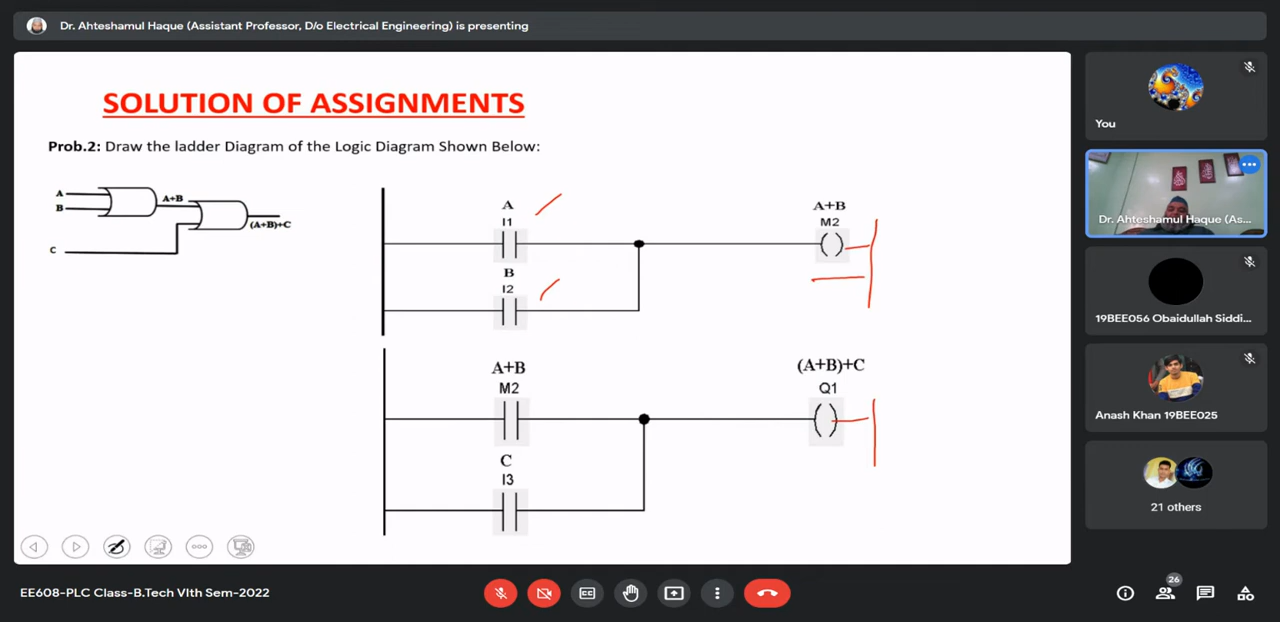 Dr. Ahteshamul Haque (Assistant Professor, D/o Electrical Engineering) is presenting
SOLUTION OF ASSIGNMENTS
Prob.2: Draw the ladder Diagram of the Logic Diagram Shown Below:
A
B
A+B
(A+B)+C
C
A
I1
A+B
M2
B
I2
A+B
M2
(A+B)+C
Q1
C
I3
You
Dr. Ahteshamul Haque (As...
19BEE056 Obaidullah Siddi...
Anash Khan 19BEE025
21 others
EE608-PLC Class-B.Tech VIth Sem-2022
CC
26